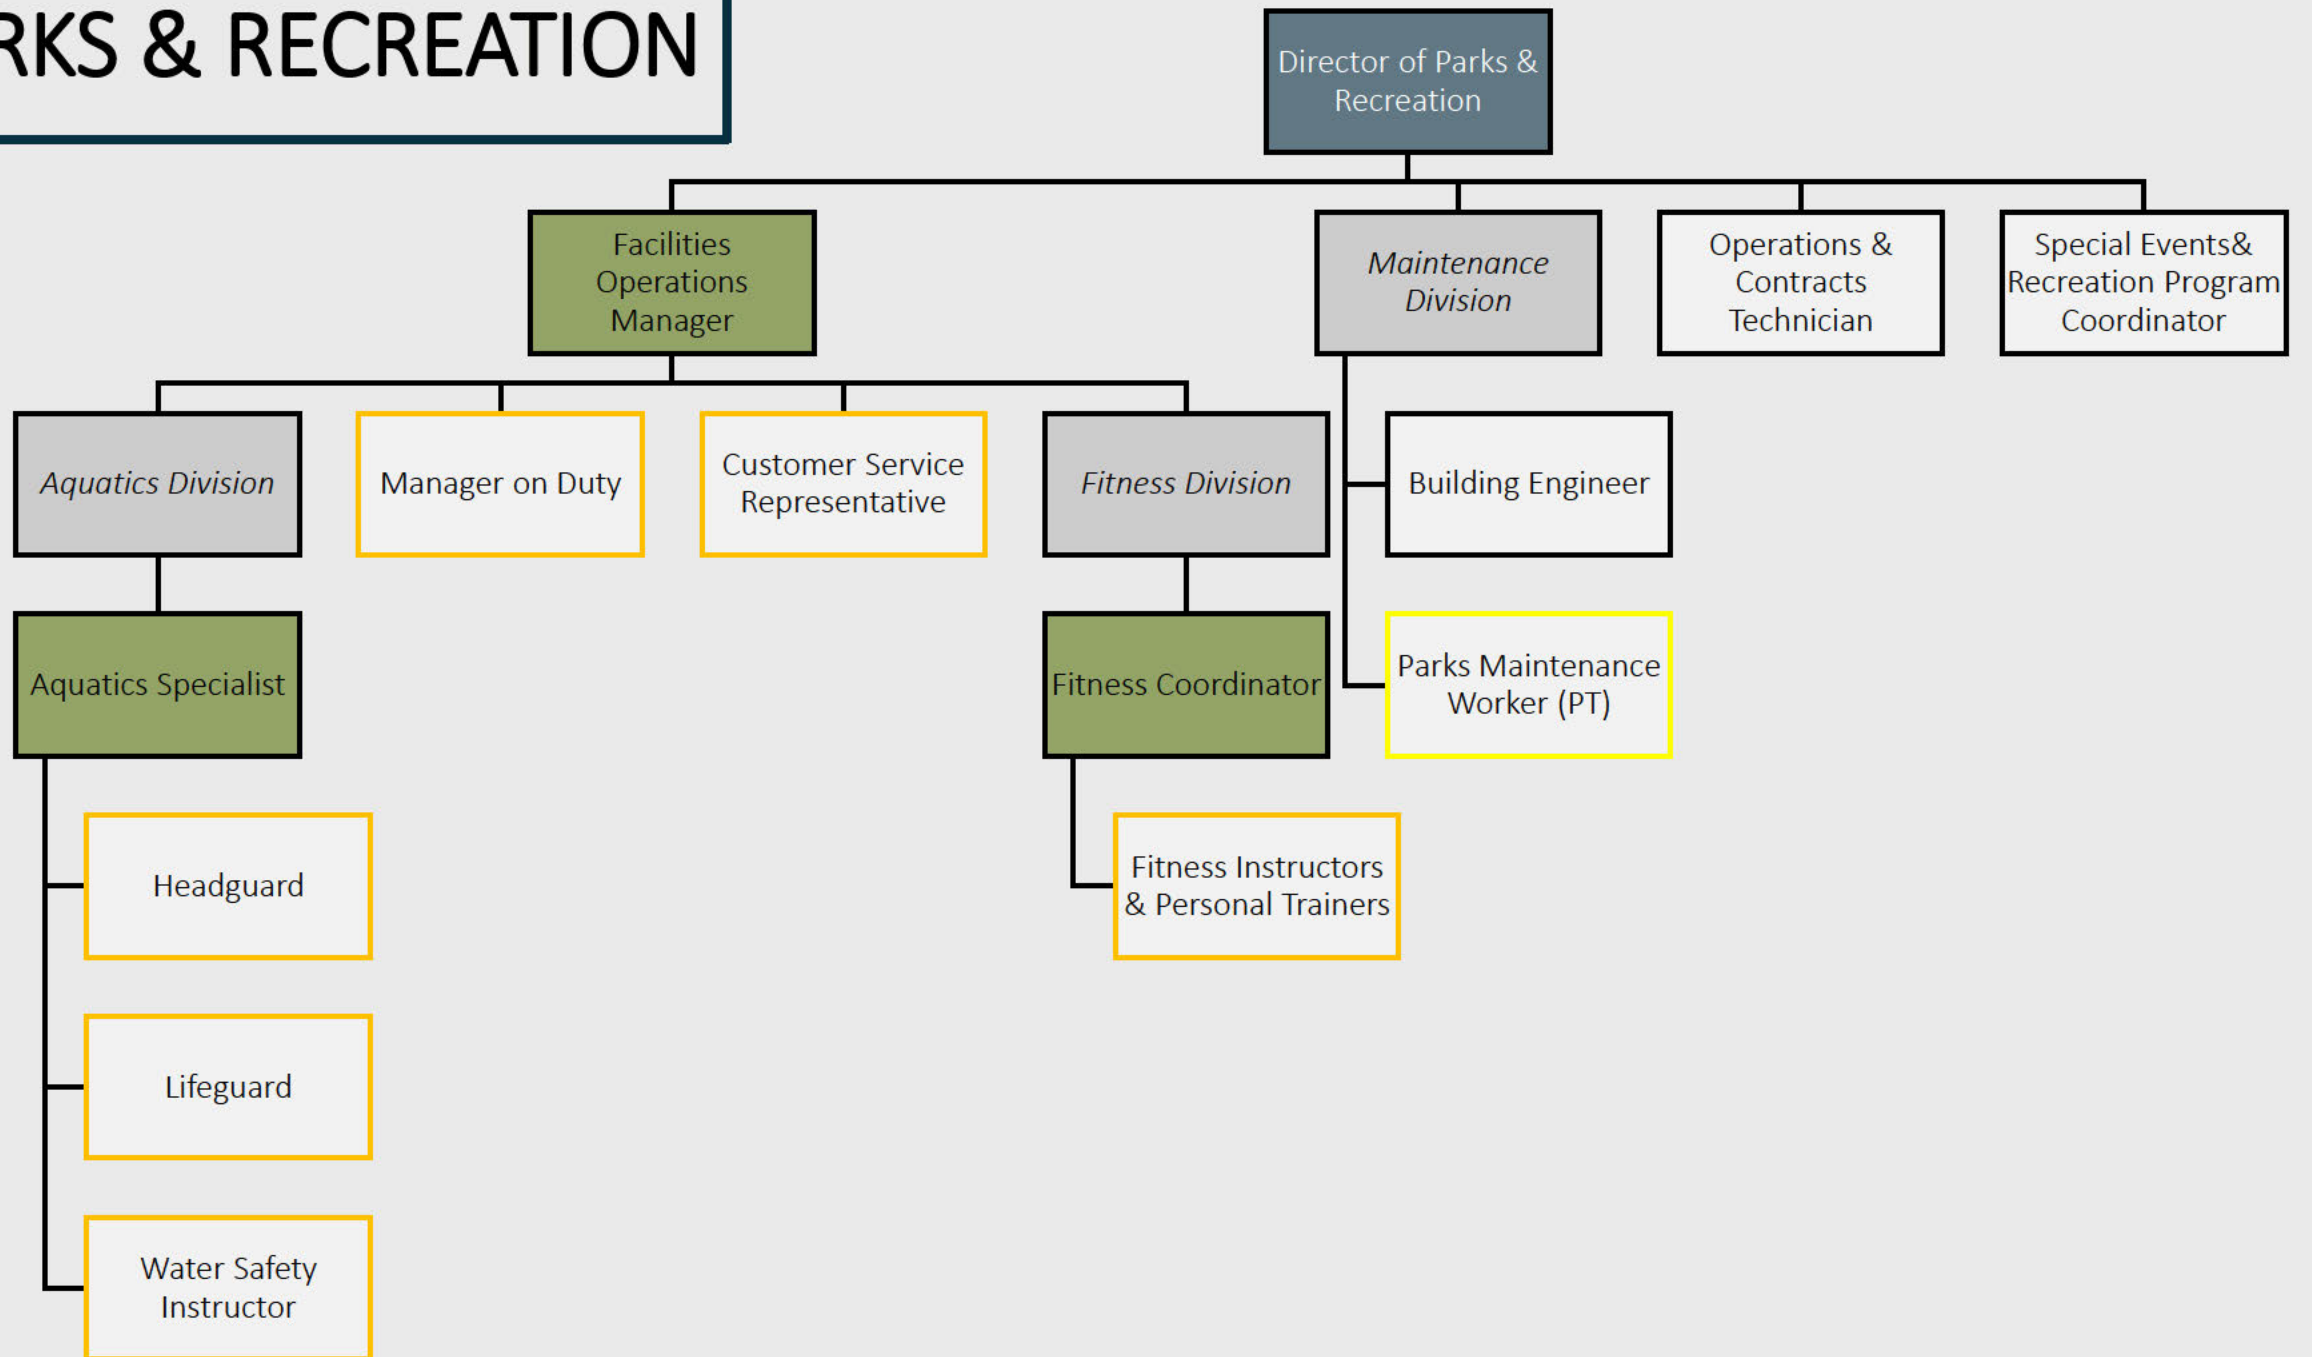 RKS & RECREATION
Director of Parks &
Recreation
Facilities
Operations
Manager
Maintenance
Division
Operations &
Contracts
Technician
Special Events&
Recreation Program
Coordinator
Aquatics Division
Manager on Duty
Customer Service
Representative
Fitness Division
Building Engineer
Aquatics Specialist
Fitness Coordinator
Parks Maintenance
Worker (PT)
Headguard
Fitness Instructors
& Personal Trainers
Lifeguard
Water Safety
Instructor